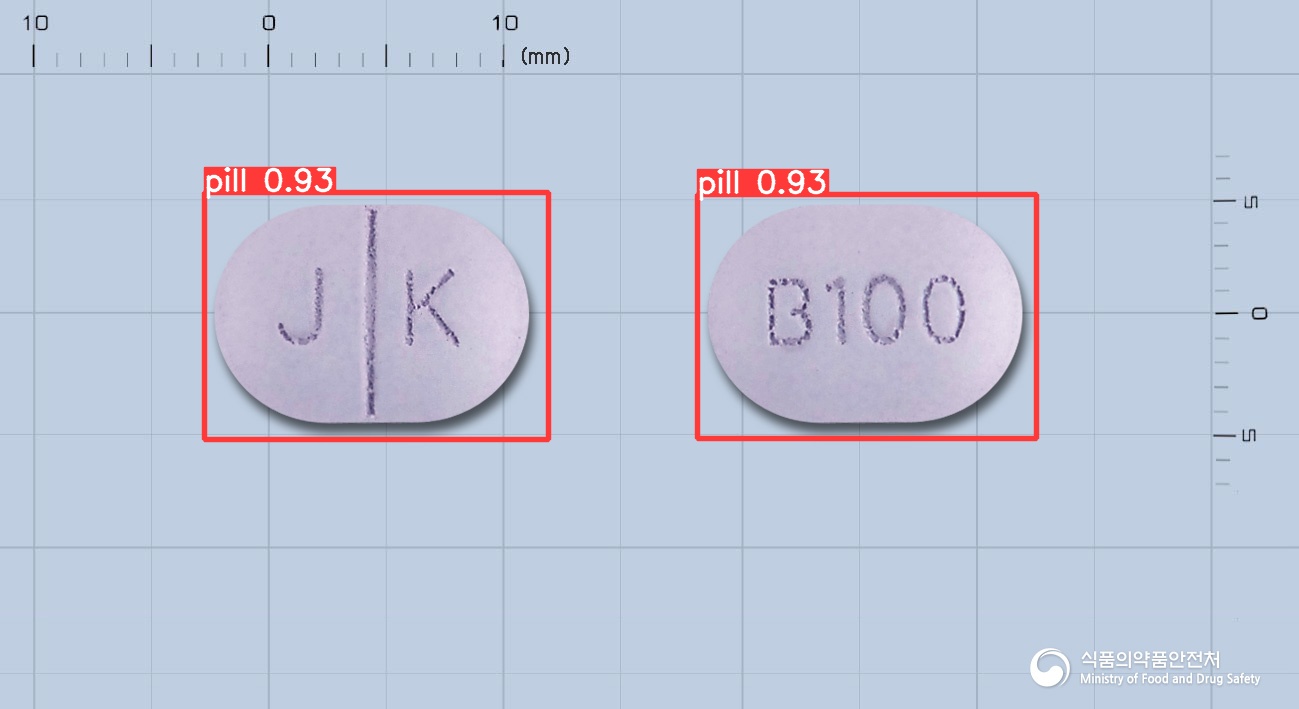 10 0 10
(mm)
pill 0.93
pill 0.93
J K
B100
5
0
5
식품의약품안전처
Ministry of Food and Drug Safety